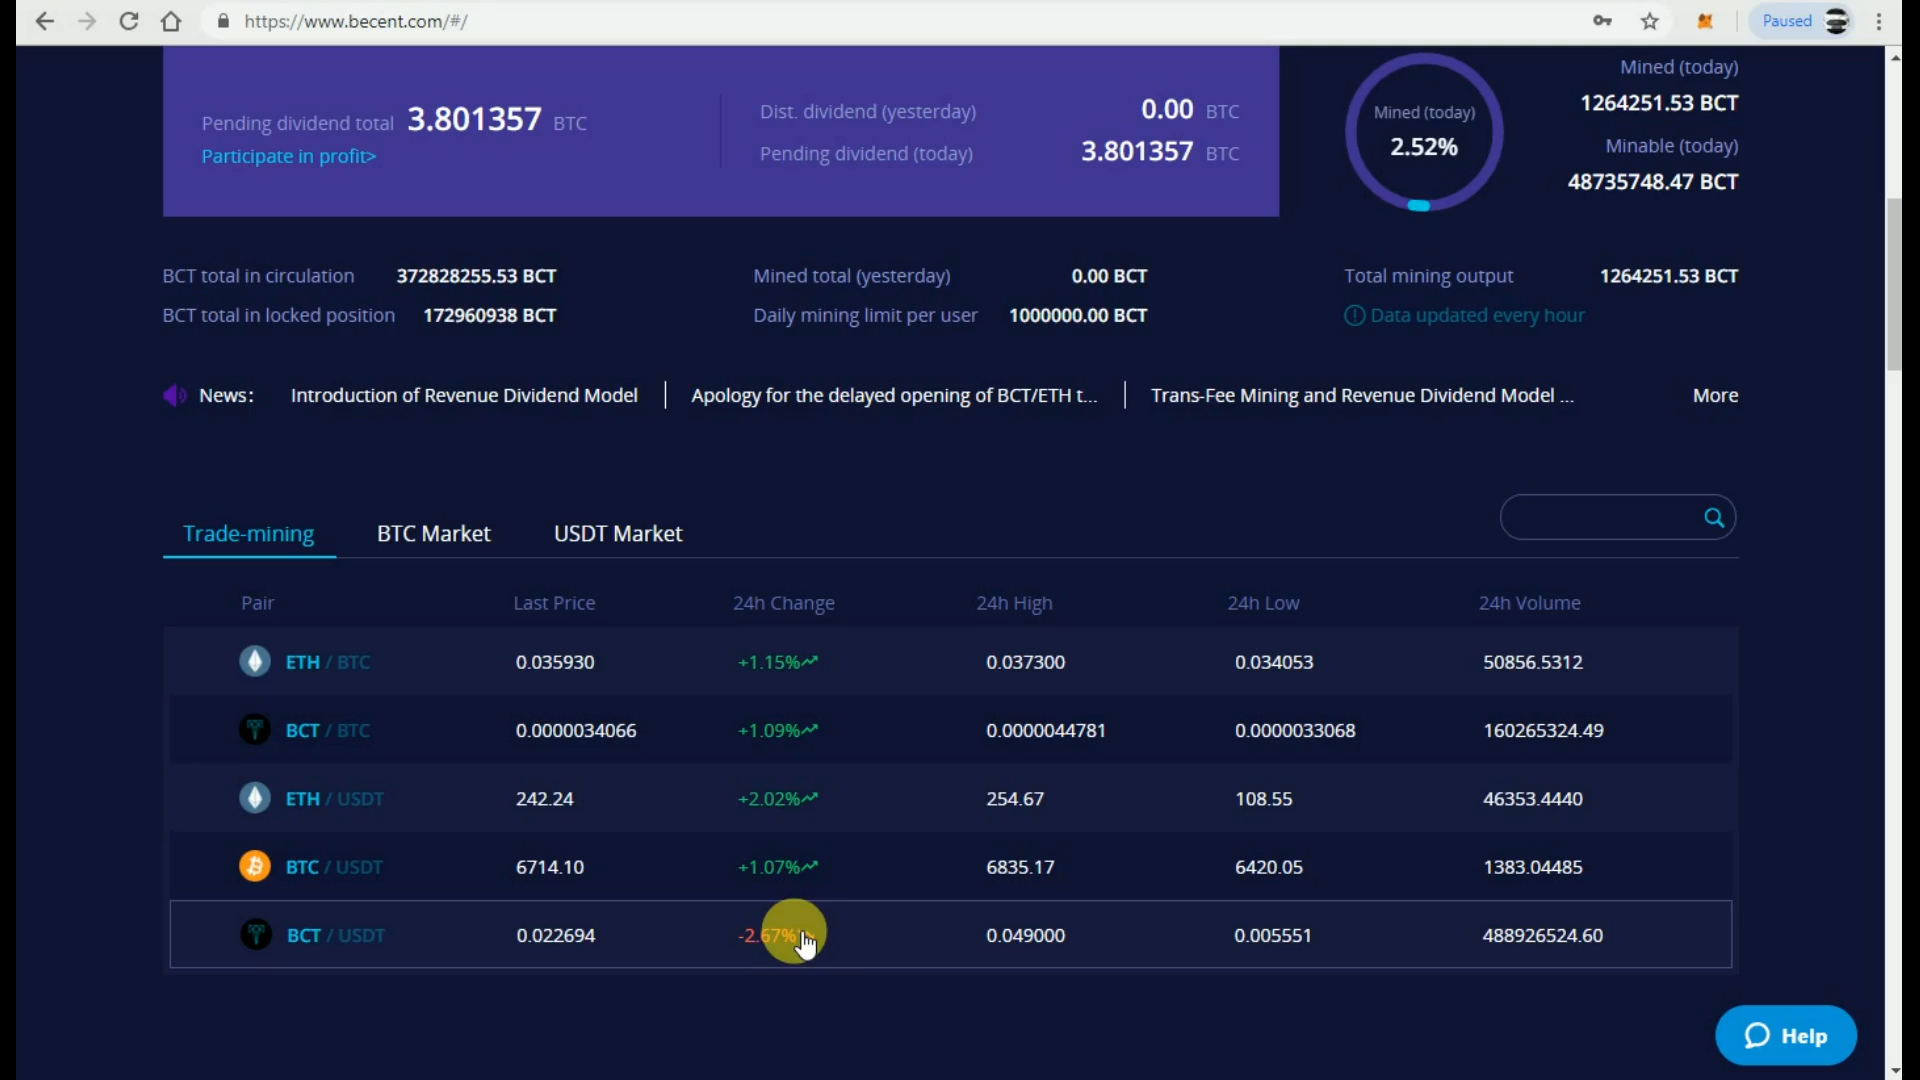 https://www.becent.com/#/
Paused
Pending dividend total 3.801357 BTC
Participate in profit>
Dist. dividend (yesterday) 0.00 BTC
Pending dividend (today) 3.801357 BTC
Mined (today)
2.52%
Mined (today)
1264251.53 BCT
Minable (today)
48735748.47 BCT
BCT total in circulation 372828255.53 BCT
Mined total (yesterday) 0.00 BCT
Total mining output 1264251.53 BCT
BCT total in locked position 172960938 BCT
Daily mining limit per user 1000000.00 BCT
Data updated every hour
News: Introduction of Revenue Dividend Model | Apology for the delayed opening of BCT/ETH t... | Trans-Fee Mining and Revenue Dividend Model ... More
Trade-mining BTC Market USDT Market
Pair Last Price 24h Change 24h High 24h Low 24h Volume
ETH / BTC 0.035930 +1.15% 0.037300 0.034053 50856.5312
BCT / BTC 0.0000034066 +1.09% 0.0000044781 0.0000033068 160265324.49
ETH / USDT 242.24 +2.02% 254.67 108.55 46353.4440
BTC / USDT 6714.10 +1.07% 6835.17 6420.05 1383.04485
BCT / USDT 0.022694 -2.67% 0.049000 0.005551 488926524.60
Help